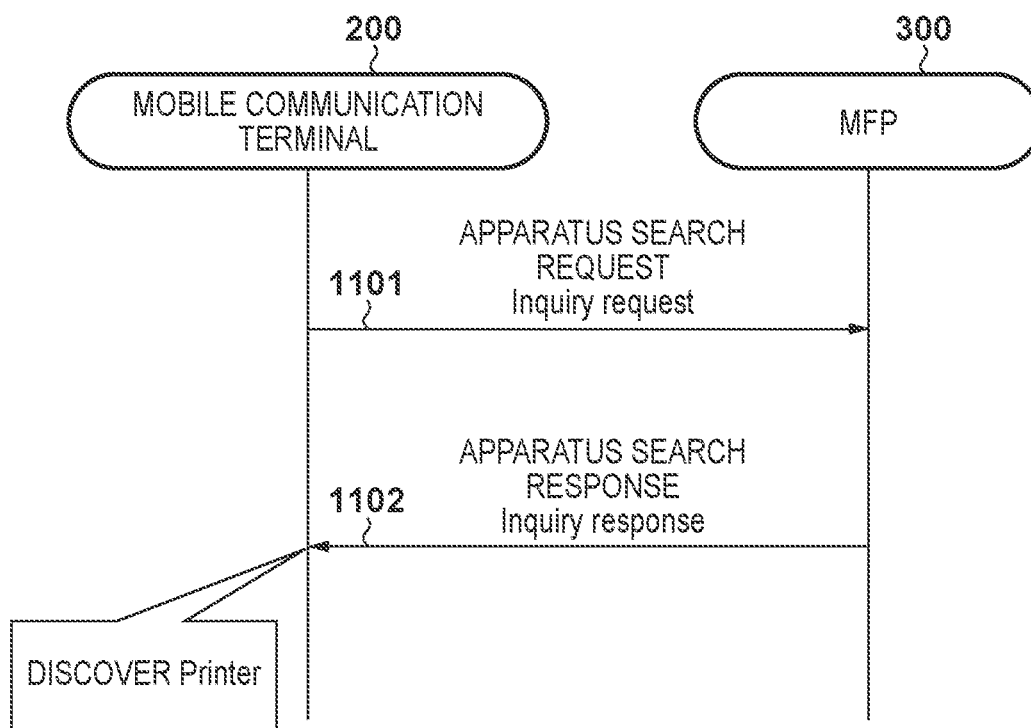 200
300
MOBILE COMMUNICATION
TERMINAL
MFP
APPARATUS SEARCH
REQUEST
1101
Inquiry request
APPARATUS SEARCH
RESPONSE
1102
Inquiry response
DISCOVER Printer